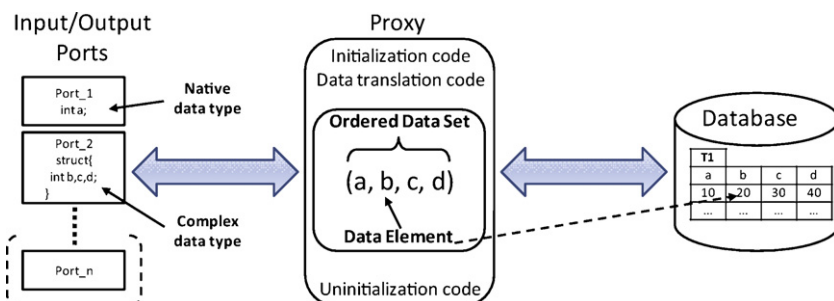 Input/Output
Ports
Port_1
int a;
Native
data type
Port_2
struct{
int b,c,d;
}
Complex
data type
Port_n
Proxy
Initialization code
Data translation code
Ordered Data Set
(a, b, c, d)
Data Element
Uninitialization code
Database
T1
a b c d
10 20 30 40
... ... ... ...